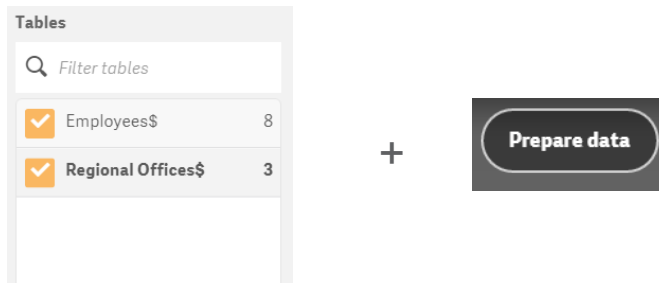 Tables
Filter tables
Employees$ 8
Regional Offices$ 3
+
Prepare data